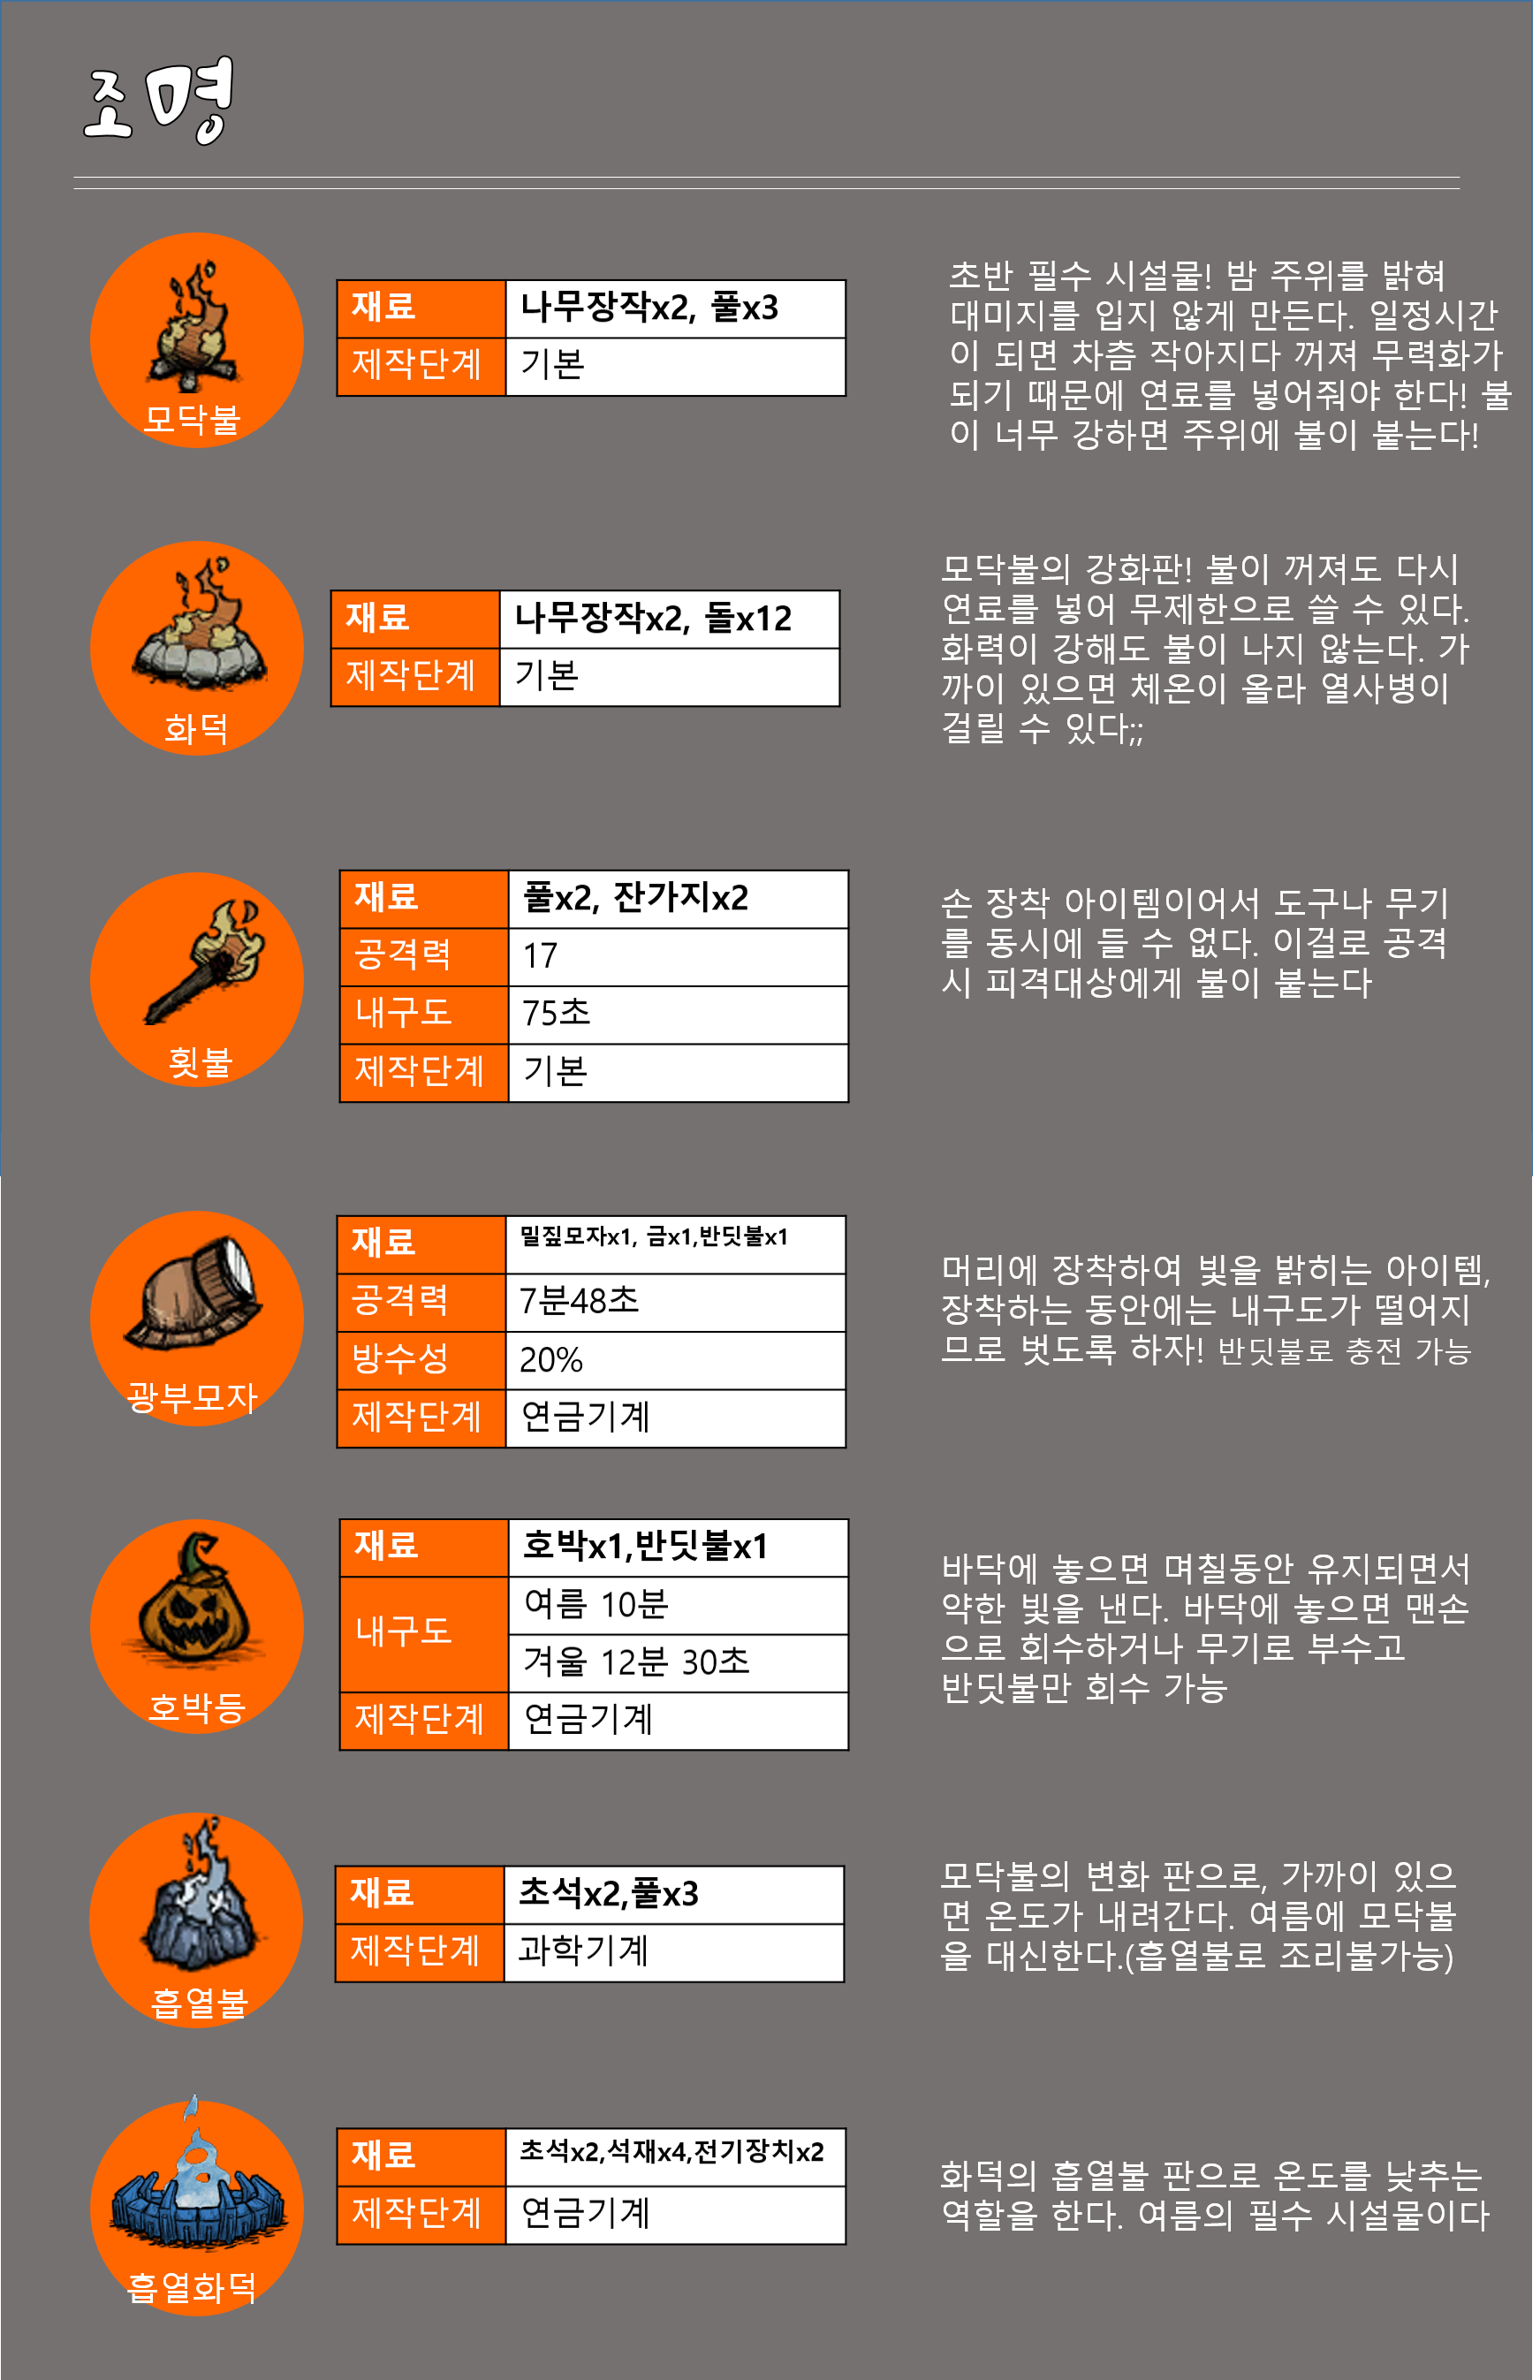 조명
재료 나무장작x2, 풀x3
제작단계 기본
모닥불
초반 필수 시설물! 밤 주위를 밝혀
대미지를 입지 않게 만든다. 일정시간
이 되면 차츰 작아지다 꺼져 무력화가
되기 때문에 연료를 넣어줘야 한다! 불
이 너무 강하면 주위에 불이 붙는다!
재료 나무장작x2, 돌x12
제작단계 기본
화덕
모닥불의 강화판! 불이 꺼져도 다시
연료를 넣어 무제한으로 쓸 수 있다.
화력이 강해도 불이 나지 않는다. 가
까이 있으면 체온이 올라 열사병이
걸릴 수 있다;;
재료 풀x2, 잔가지x2
공격력 17
내구도 75초
제작단계 기본
횟불
손 장착 아이템이어서 도구나 무기
를 동시에 들 수 없다. 이걸로 공격
시 피격대상에게 불이 붙는다
재료 밀짚모자x1, 금x1,반딧불x1
공격력 7분48초
방수성 20%
제작단계 연금기계
광부모자
머리에 장착하여 빛을 밝히는 아이템,
장착하는 동안에는 내구도가 떨어지
므로 벗도록 하자! 반딧불로 충전 가능
재료 호박x1,반딧불x1
내구도 여름 10분
겨울 12분 30초
제작단계 연금기계
호박등
바닥에 놓으면 며칠동안 유지되면서
약한 빛을 낸다. 바닥에 놓으면 맨손
으로 회수하거나 무기로 부수고
반딧불만 회수 가능
재료 초석x2,풀x3
제작단계 과학기계
흡열불
모닥불의 변화 판으로, 가까이 있으
면 온도가 내려간다. 여름에 모닥불
을 대신한다.(흡열불로 조리불가능)
재료 초석x2,석재x4,전기장치x2
제작단계 연금기계
흡열화덕
화덕의 흡열불 판으로 온도를 낮추는
역할을 한다. 여름의 필수 시설물이다